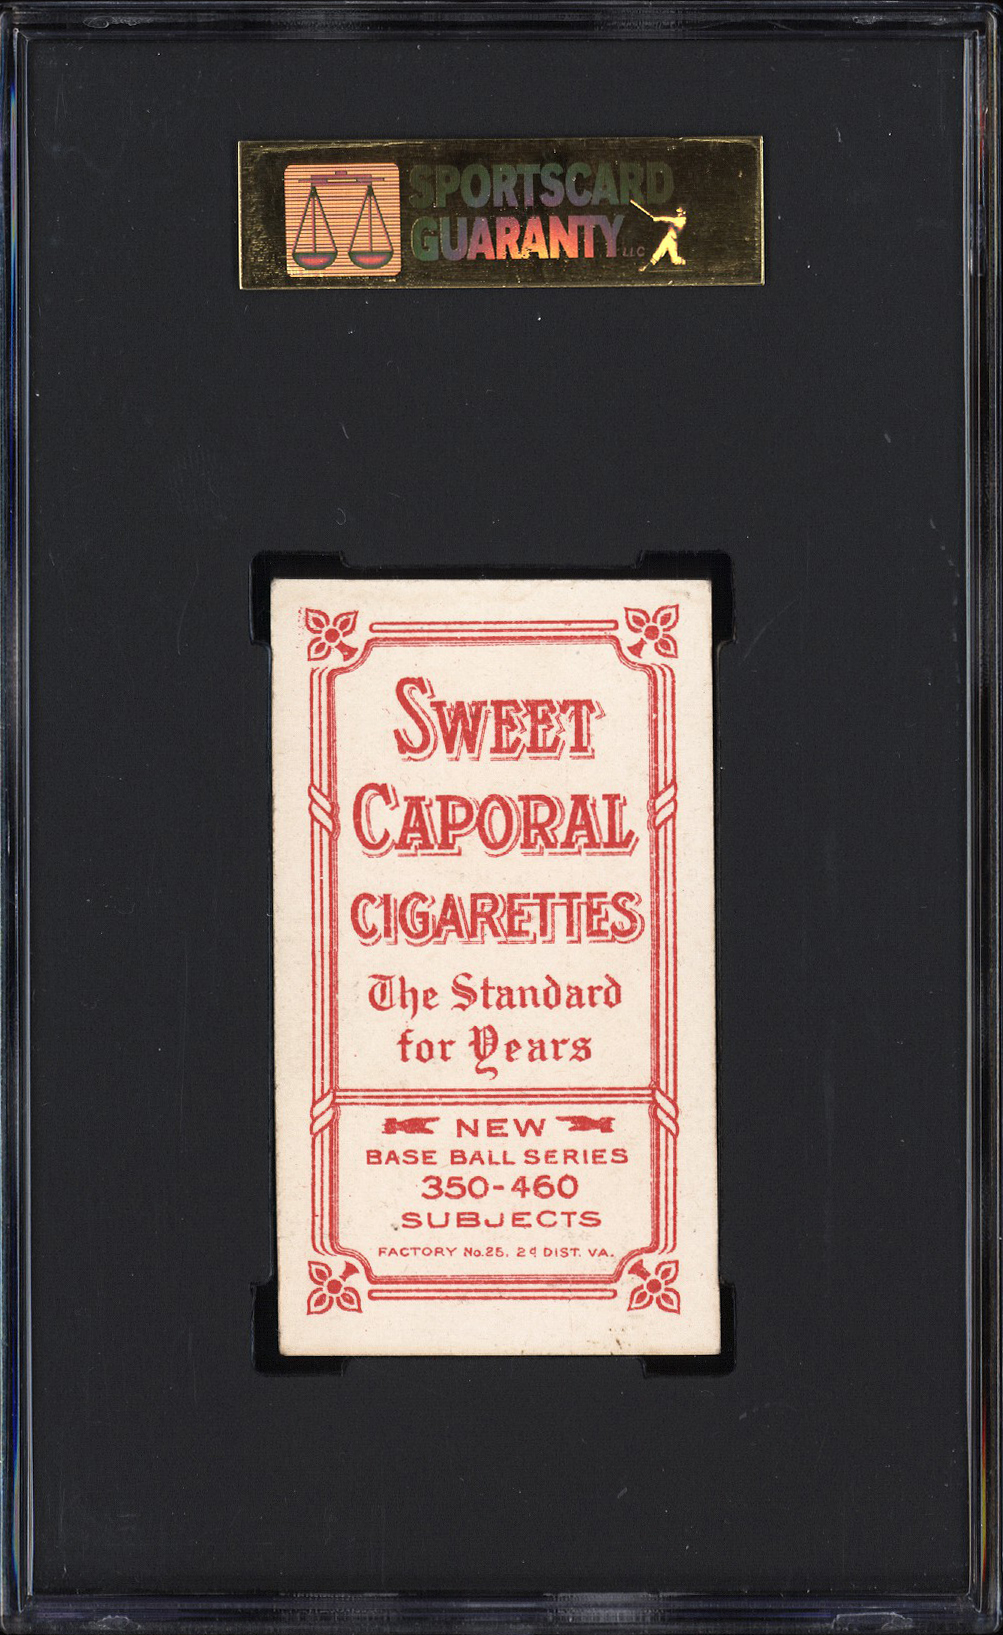 SPORTSCARD
GUARANTY LLC
SWEET
CAPORAL
CIGARETTES
The Standard
for Years
NEW
BASE BALL SERIES
350-460
SUBJECTS
FACTORY No. 25. 2d DIST. VA.